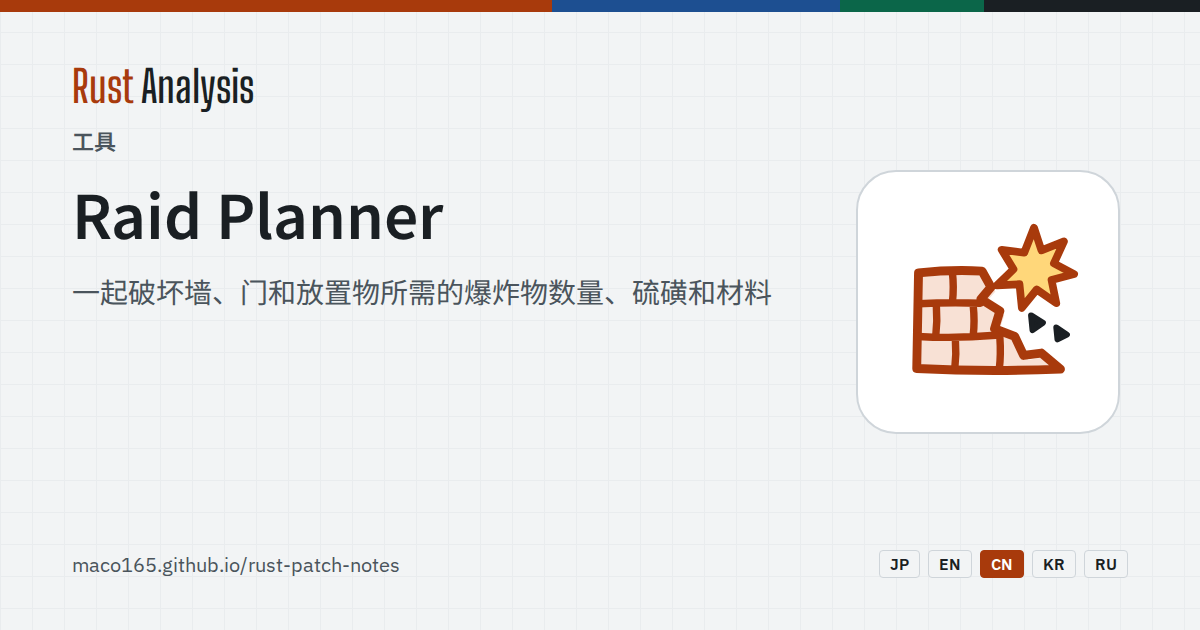 Rust Analysis
工具
Raid Planner
一起破坏墙、门和放置物所需的爆炸物数量、硫磺和材料
maco165.github.io/rust-patch-notes
JP EN CN KR RU